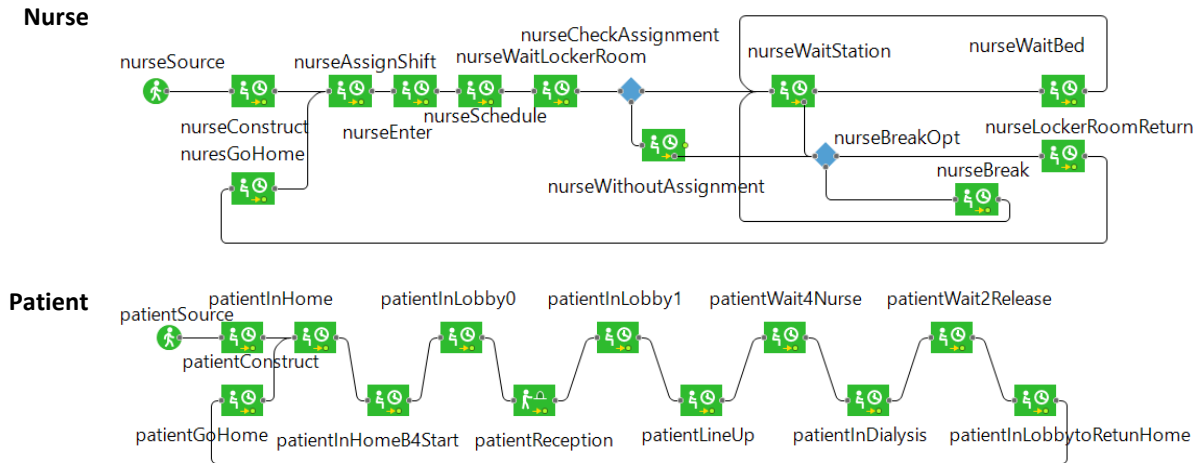 Nurse
nurseCheckAssignment
nurseSource
nurseAssignShift
nurseWaitLockerRoom
nurseWaitStation
nurseWaitBed
nurseConstruct
nurseEnter
nurseSchedule
nurseBreakOpt
nurseLockerRoomReturn
nuresGoHome
nurseWithoutAssignment
nurseBreak
Patient
patientInHome
patientInLobby0
patientInLobby1
patientWait4Nurse
patientWait2Release
patientSource
patientConstruct
patientGoHome
patientInHomeB4Start
patientReception
patientLineUp
patientInDialysis
patientInLobbytoRetunHome